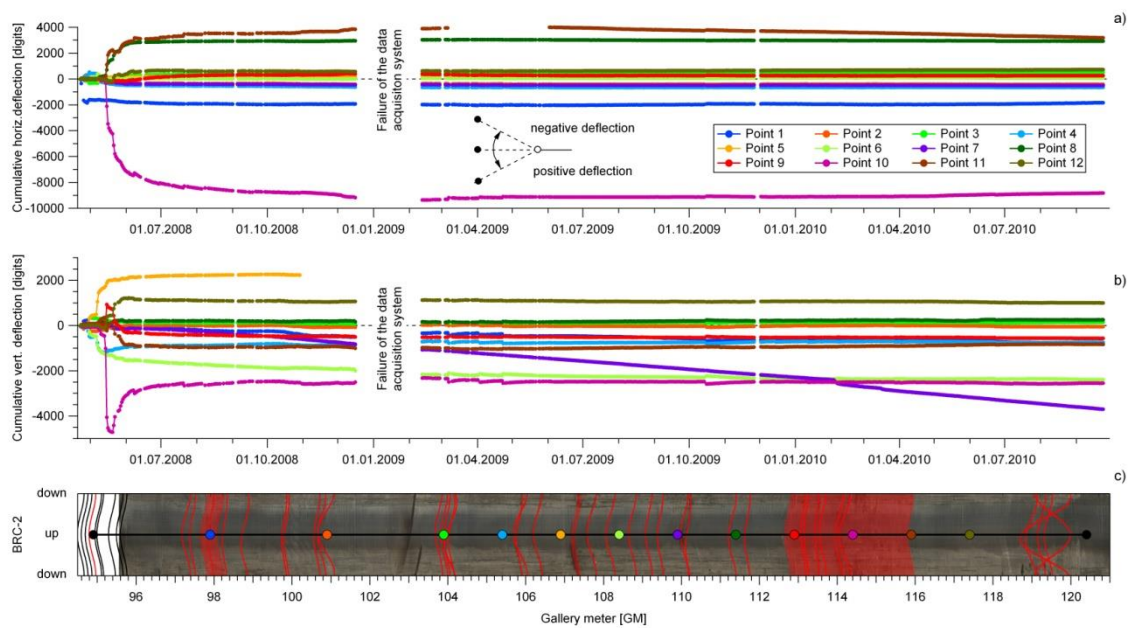 a)
Cumulative horiz.deflection [digits]
4000
2000
0
-2000
-4000
-6000
-8000
-10000
Failure of the data
acquisiton system
negative deflection
positive deflection
Point 1 Point 2 Point 3 Point 4
Point 5 Point 6 Point 7 Point 8
Point 9 Point 10 Point 11 Point 12
01.07.2008 01.10.2008 01.01.2009 01.04.2009 01.07.2009 01.10.2009 01.01.2010 01.04.2010 01.07.2010
b)
Cumulative vert. deflection [digits]
2000
0
-2000
-4000
Failure of the data
acquisition system
01.07.2008 01.10.2008 01.01.2009 01.04.2009 01.07.2009 01.10.2009 01.01.2010 01.04.2010 01.07.2010
c)
BRC-2
down
up
down
96 98 100 102 104 106 108 110 112 114 116 118 120
Gallery meter [GM]